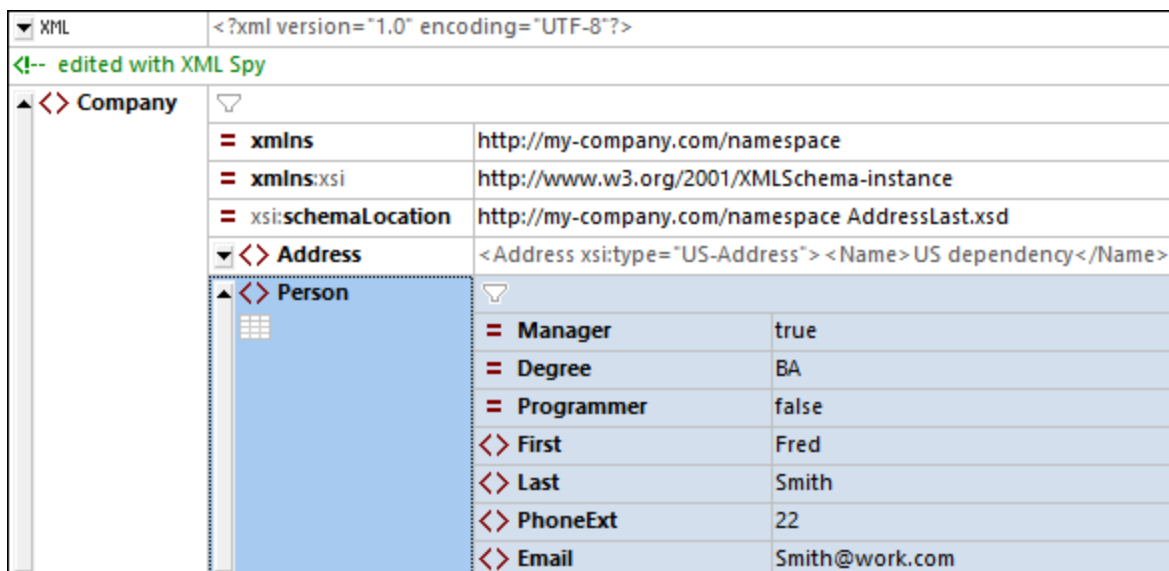 XML <?xml version="1.0" encoding="UTF-8"?>
<!-- edited with XML Spy
<> Company
= xmlns http://my-company.com/namespace
= xmlns:xsi http://www.w3.org/2001/XMLSchema-instance
= xsi:schemaLocation http://my-company.com/namespace AddressLast.xsd
<> Address <Address xsi:type="US-Address"><Name>US dependency</Name>
<> Person
= Manager true
= Degree BA
= Programmer false
<> First Fred
<> Last Smith
<> PhoneExt 22
<> Email Smith@work.com